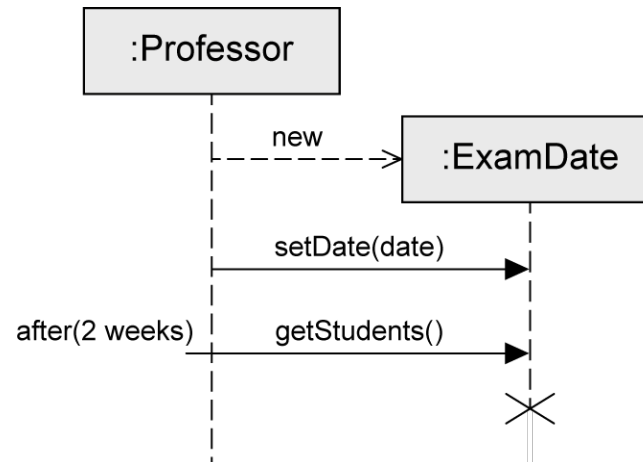 :Professor
new
:ExamDate
setDate(date)
after(2 weeks)
getStudents()